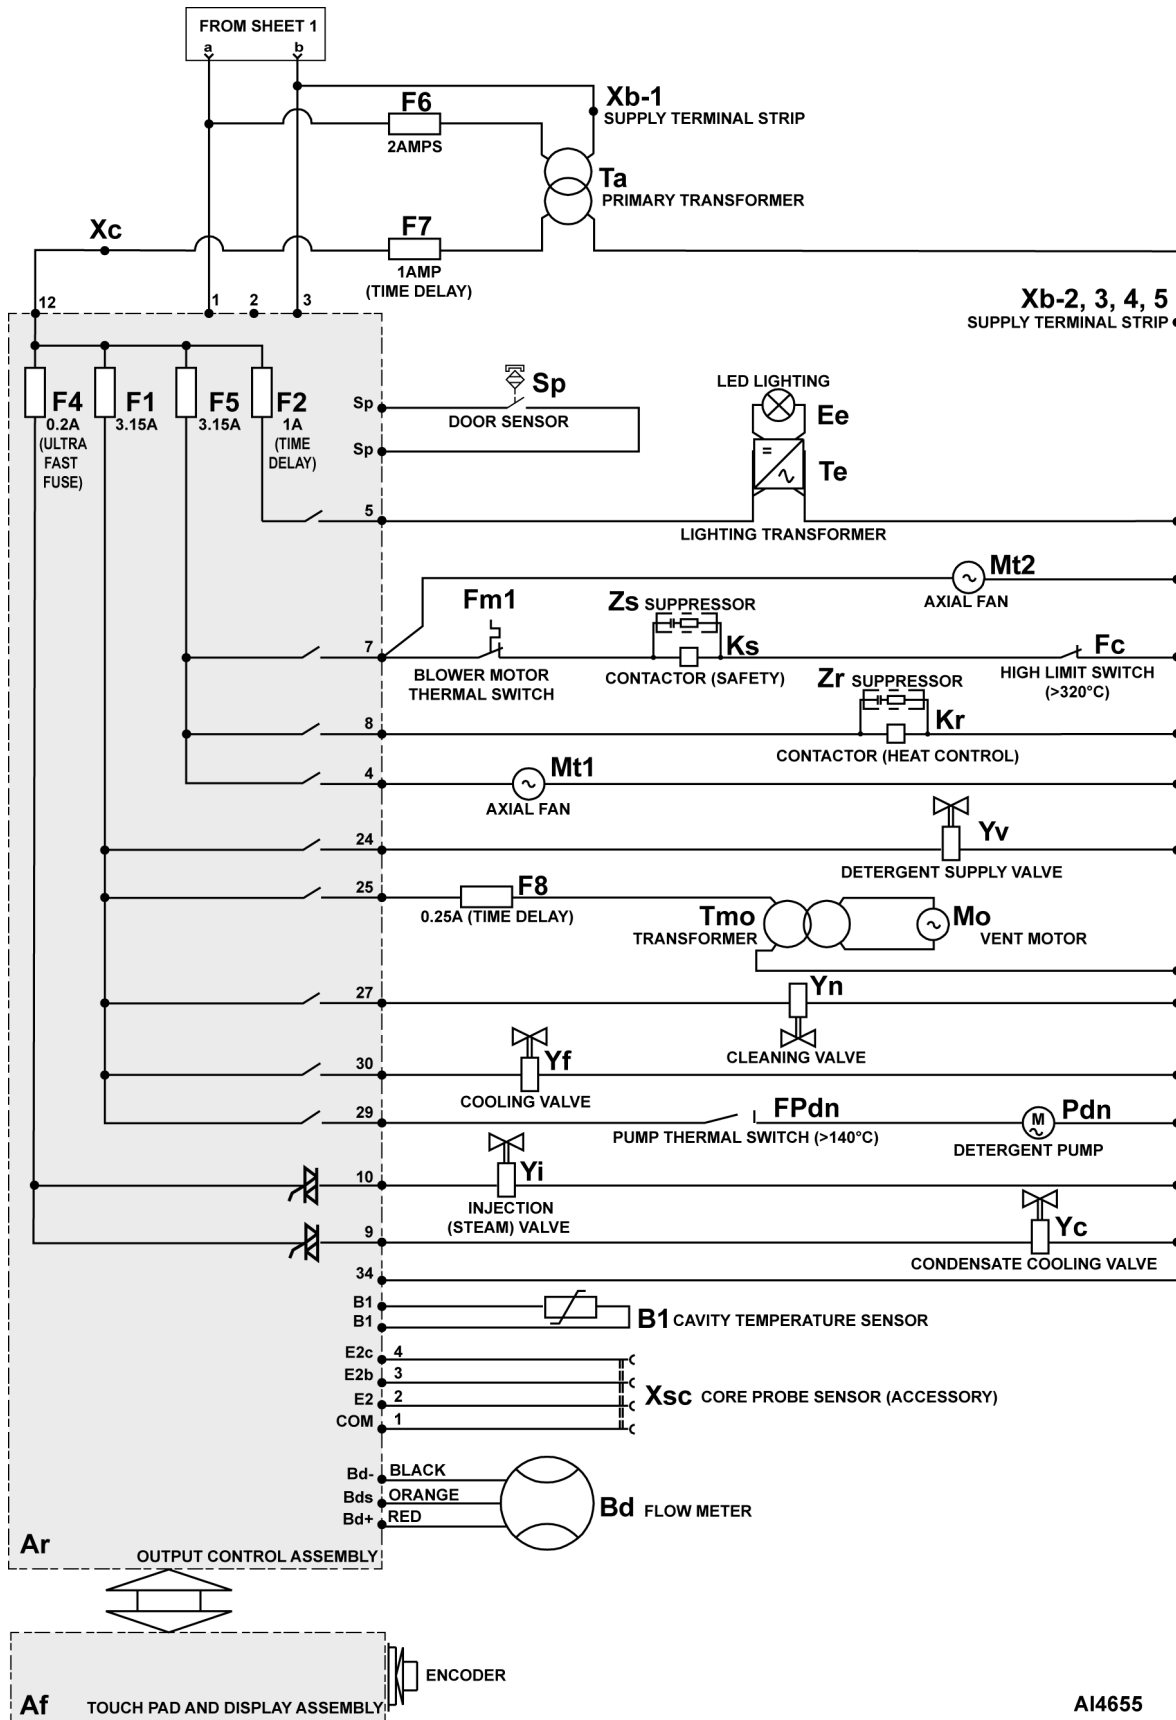 FROM SHEET 1
a b
Xb-1
SUPPLY TERMINAL STRIP
F6
2AMPS
Ta
PRIMARY TRANSFORMER
Xc
F7
1AMP
(TIME DELAY)
12 1 2 3
Xb-2, 3, 4, 5
SUPPLY TERMINAL STRIP
F4
0.2A
(ULTRA
FAST
FUSE)
F1
3.15A
F5
3.15A
F2
1A
(TIME
DELAY)
Sp
Sp
DOOR SENSOR
Sp
LED LIGHTING
Ee
=
Te
5
LIGHTING TRANSFORMER
Mt2
AXIAL FAN
7
Fm1
BLOWER MOTOR
THERMAL SWITCH
Zs SUPPRESSOR
Ks
CONTACTOR (SAFETY)
Fc
HIGH LIMIT SWITCH
(>320°C)
Zr SUPPRESSOR
8
Kr
CONTACTOR (HEAT CONTROL)
4
Mt1
AXIAL FAN
24
Yv
DETERGENT SUPPLY VALVE
25
F8
0.25A (TIME DELAY)
Tmo
TRANSFORMER
Mo
VENT MOTOR
27
Yn
CLEANING VALVE
30
Yf
COOLING VALVE
29
FPdn
PUMP THERMAL SWITCH (>140°C)
M
Pdn
DETERGENT PUMP
10
Yi
INJECTION
(STEAM) VALVE
9
Yc
CONDENSATE COOLING VALVE
34
B1
B1
B1 CAVITY TEMPERATURE SENSOR
E2c 4
E2b 3
E2 2
COM 1
Xsc CORE PROBE SENSOR (ACCESSORY)
Bd- BLACK
Bds ORANGE
Bd+ RED
Bd FLOW METER
Ar
OUTPUT CONTROL ASSEMBLY
ENCODER
Af
TOUCH PAD AND DISPLAY ASSEMBLY
AI4655